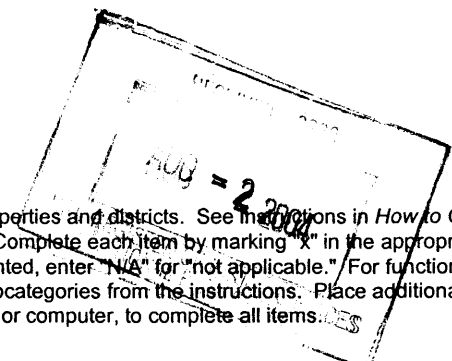 AUG - 2 2004
perties and districts. See Instructions in How to C
Complete each item by marking "x" in the appropr
nted, enter "N/A" for "not applicable." For function
ocategories from the instructions. Place additiona
or computer, to complete all items.